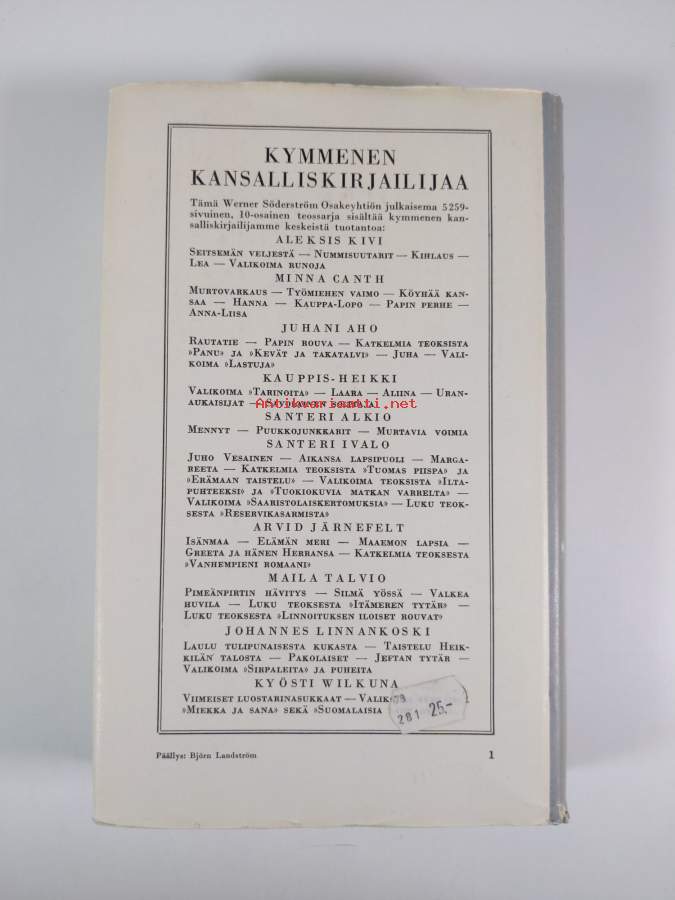 KYMMENEN
KANSALLISKIRJAILIJAA
Tämä Werner Söderström Osakeyhtiön julkaisema 5259-
sivuinen, 10-osainen teossarja sisältää kymmenen kan-
salliskirjailijamme keskeistä tuotantoa:
ALEKSIS KIVI
SEITSEMÄN VELJESTÄ — NUMMISUUTARIT — KIHLAUS —
LEA — VALIKOIMA RUNOJA
MINNA CANTH
MURTOVARKAUS — TYÖMIEHEN VAIMO — KÖYHÄÄ KAN-
SAA — HANNA — KAUPPA-LOPO — PAPIN PERHE —
ANNA-LIISA
JUHANI AHO
RAUTATIE — PAPIN ROUVA — KATKELMIA TEOKSISTA
»PANU» JA »KEVÄT JA TAKATALVI» — JUHA — VALI-
KOIMA »LASTUJA»
KAUPPIS-HEIKKI
VALIKOIMA »TARINOITA» — LAARA — ALIINA — URAN-
AUKAISIJAT —
Antikvariaatti.net
SANTERI ALKIO
MENNYT — PUUKKOJUNKKARIT — MURTAVIA VOIMIA
SANTERI IVALO
JUHO VESAINEN — AIKANSA LAPSIPUOLI — MARGA-
REETA — KATKELMIA TEOKSISTA »TUOMAS PIISPA» JA
»ERÄMAAN TAISTELU» — VALIKOIMA TEOKSISTA »ILTA-
PUHTEEKSI» JA »TUOKIOKUVIA MATKAN VARRELTA» —
VALIKOIMA »SAARISTOLAISKERTOMUKSIA» — LUKU TEOK-
SESTA »RESERVIKASARMISTA»
ARVID JÄRNEFELT
ISÄNMAA — ELÄMÄN MERI — MAAEMON LAPSIA —
GREETA JA HÄNEN HERRANSA — KATKELMIA TEOKSESTA
»VANHEMPIENI ROMAANI»
MAILA TALVIO
PIMEÄNPIRTIN HÄVITYS — SILMÄ YÖSSÄ — VALKEA
HUVILA — LUKU TEOKSESTA »ITÄMEREN TYTÄR» —
LUKU TEOKSESTA »LINNOITUKSEN ILOISET ROUVAT»
JOHANNES LINNANKOSKI
LAULU TULIPUNAISESTA KUKASTA — TAISTELU HEIK-
KILÄN TALOSTA — PAKOLAISET — JEFTAN TYTÄR —
VALIKOIMA »SIRPALEITA» JA PUHEITA
KYÖSTI WILKUNA
VIIMEISET LUOSTARINASUKKAAT — VALIK
»MIEKKA JA SANA» SEKÄ »SUOMALAISIA
281 25.-
Päällys: Björn Landström
1